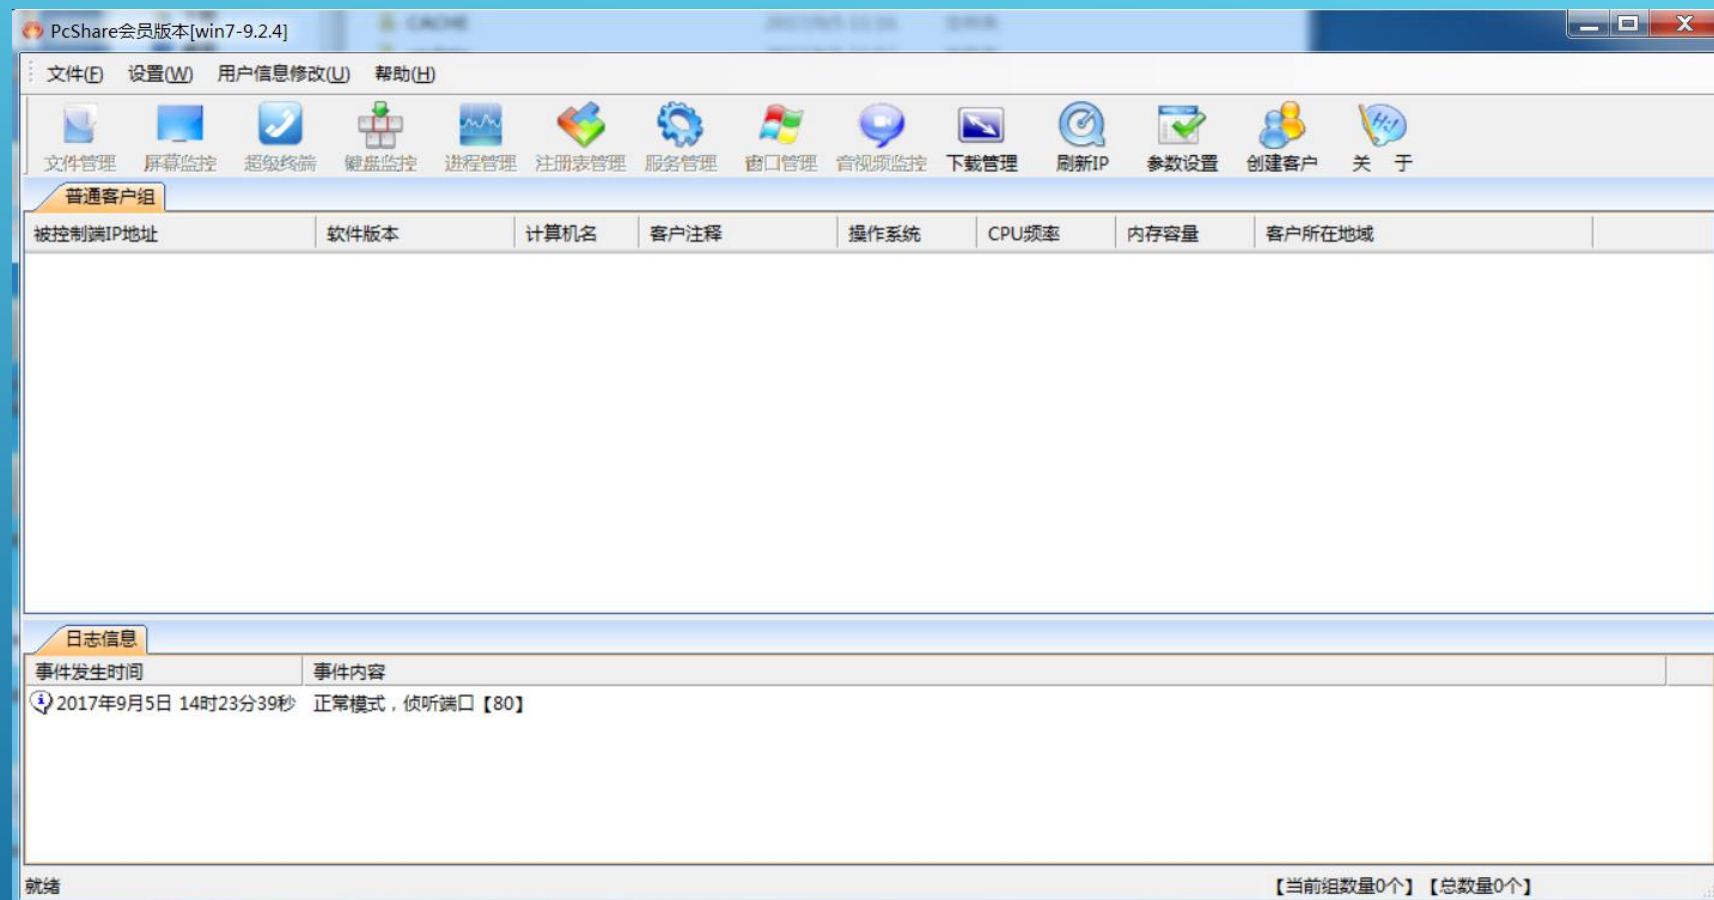 PcShare会员版本[win7-9.2.4]
文件(F) 设置(W) 用户信息修改(U) 帮助(H)
文件管理 屏幕监控 超级终端 键盘监控 进程管理 注册表管理 服务管理 窗口管理 音视频监控 下载管理 刷新IP 参数设置 创建客户 关 于
普通客户组
被控制端IP地址 软件版本 计算机名 客户注释 操作系统 CPU频率 内存容量 客户所在地域
日志信息
事件发生时间 事件内容
2017年9月5日 14时23分39秒 正常模式，侦听端口【80】
就绪 【当前组数量0个】【总数量0个】